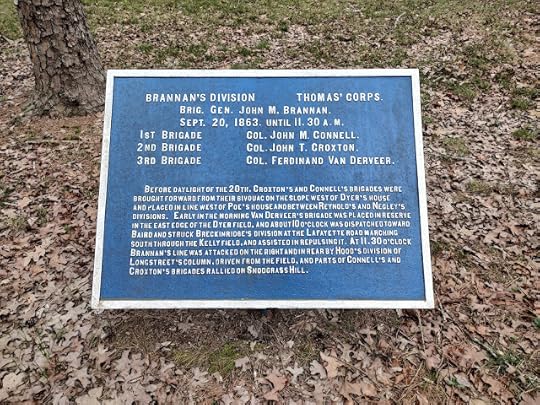 BRANNAN'S DIVISION THOMAS' CORPS.
BRIG. GEN. JOHN M. BRANNAN.
SEPT. 20, 1863. UNTIL 11.30 A.M.
1ST BRIGADE COL. JOHN M. CONNELL.
2ND BRIGADE COL. JOHN T. CROXTON.
3RD BRIGADE COL. FERDINAND VAN DERVEER.
BEFORE DAYLIGHT OF THE 20TH, CROXTON'S AND CONNELL'S BRIGADES WERE
BROUGHT FORWARD FROM THEIR BIVOUAC ON THE SLOPE WEST OF DYER'S HOUSE
AND PLACED IN LINE WEST OF POE'S HOUSE AND BETWEEN REYNOLD'S AND NEGLEY'S
DIVISIONS. EARLY IN THE MORNING VAN DERVEER'S BRIGADE WAS PLACED IN RESERVE
IN THE EAST EDGE OF THE DYER FIELD, AND ABOUT 10 O'CLOCK WAS DISPATCHED TOWARD
BAIRD AND STRUCK BRECKINRIDGE'S DIVISION AT THE LAFAYETTE ROAD MARCHING
SOUTH THROUGH THE KELLY FIELD, AND ASSISTED IN REPULSING IT. AT 11.30 O'CLOCK
BRANNAN'S LINE WAS ATTACKED ON THE RIGHT AND IN REAR BY HOOD'S DIVISION OF
LONGSTREET'S COLUMN, DRIVEN FROM THE FIELD, AND PARTS OF CONNELL'S AND
CROXTON'S BRIGADES RALLIED ON SNODGRASS HILL.